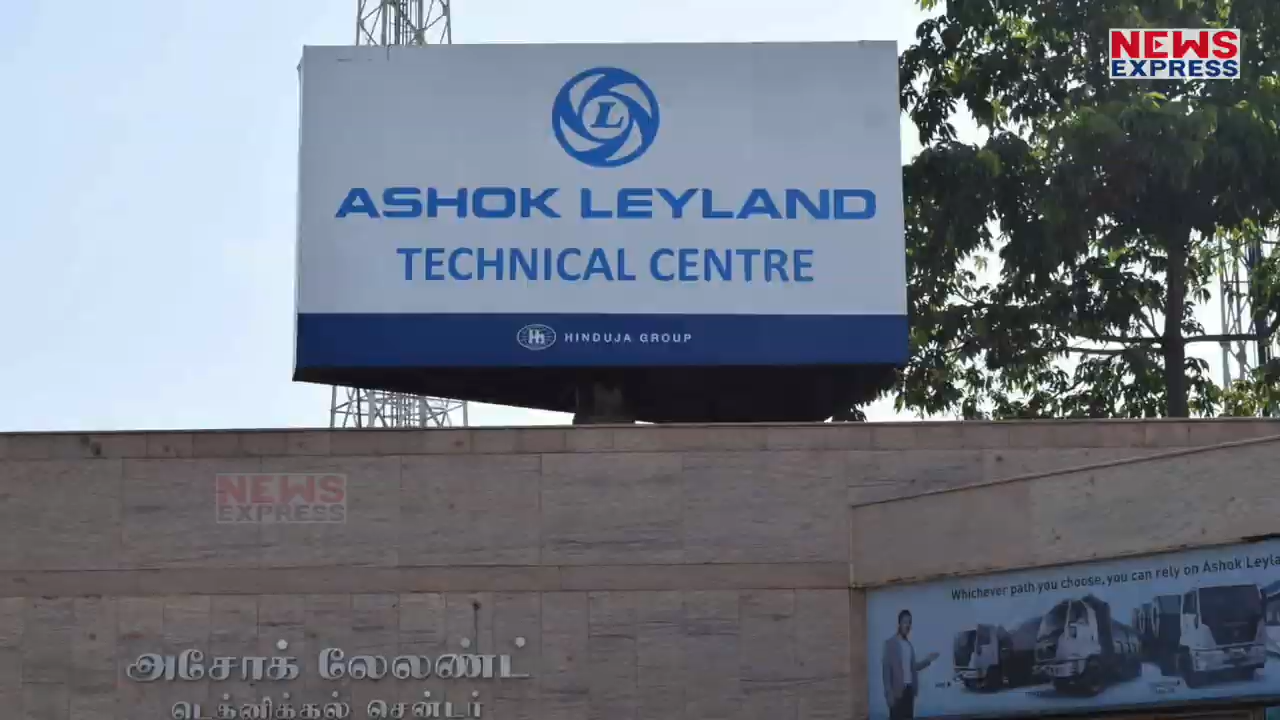 NEWS
EXPRESS
L
ASHOK LEYLAND
TECHNICAL CENTRE
HINDUJA GROUP
NEWS
EXPRESS
Whichever path you choose, you can rely on Ashok Leyla
அசோக் லேலண்ட்
டெக்னிக்கல் சென்டர்